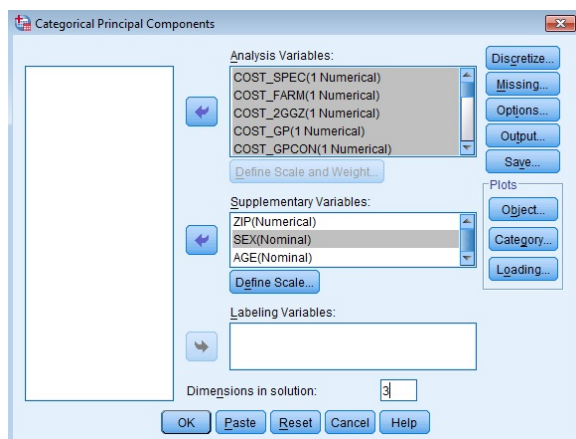 Categorical Principal Components
Analysis Variables:
COST_SPEC(1 Numerical)
COST_FARM(1 Numerical)
COST_2GGZ(1 Numerical)
COST_GP(1 Numerical)
COST_GPCON(1 Numerical)
Define Scale and Weight...
Supplementary Variables:
ZIP(Numerical)
SEX(Nominal)
AGE(Nominal)
Define Scale...
Labeling Variables:
Dimensions in solution: 3
Discretize...
Missing...
Options...
Output...
Save...
Plots
Object...
Category...
Loading...
OK Paste Reset Cancel Help